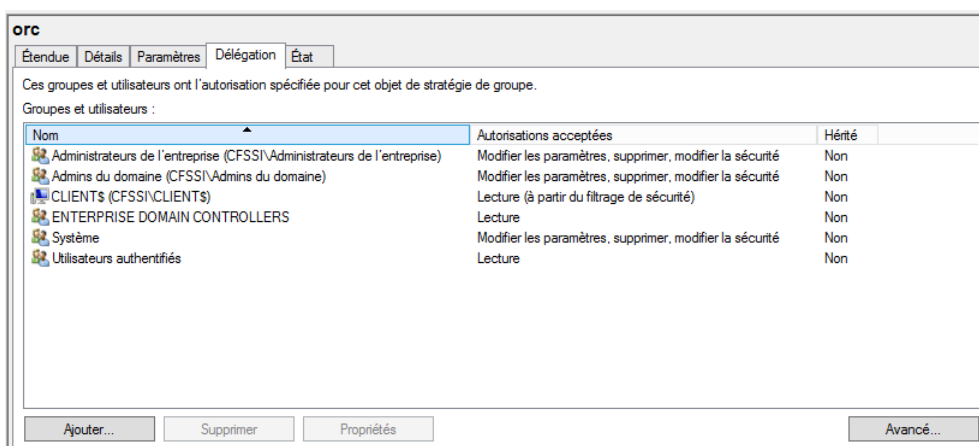 orc
Étendue Détails Paramètres Délégation État
Ces groupes et utilisateurs ont l'autorisation spécifiée pour cet objet de stratégie de groupe.
Groupes et utilisateurs :
Nom Autorisations acceptées Hérité
Administrateurs de l'entreprise (CFSSI\Administrateurs de l'entreprise) Modifier les paramètres, supprimer, modifier la sécurité Non
Admins du domaine (CFSSI\Admins du domaine) Modifier les paramètres, supprimer, modifier la sécurité Non
CLIENT$ (CFSSI\CLIENT$) Lecture (à partir du filtrage de sécurité) Non
ENTERPRISE DOMAIN CONTROLLERS Lecture Non
Système Modifier les paramètres, supprimer, modifier la sécurité Non
Utilisateurs authentifiés Lecture Non
Ajouter... Supprimer Propriétés Avancé...